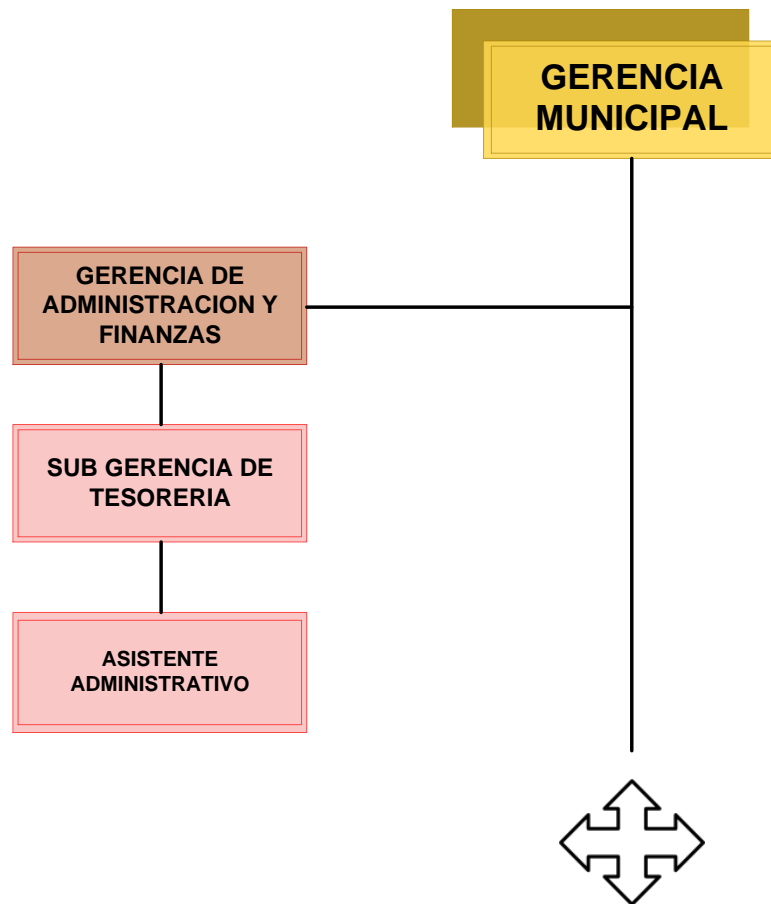 GERENCIA
MUNICIPAL
GERENCIA DE
ADMINISTRACION Y
FINANZAS
SUB GERENCIA DE
TESORERIA
ASISTENTE
ADMINISTRATIVO